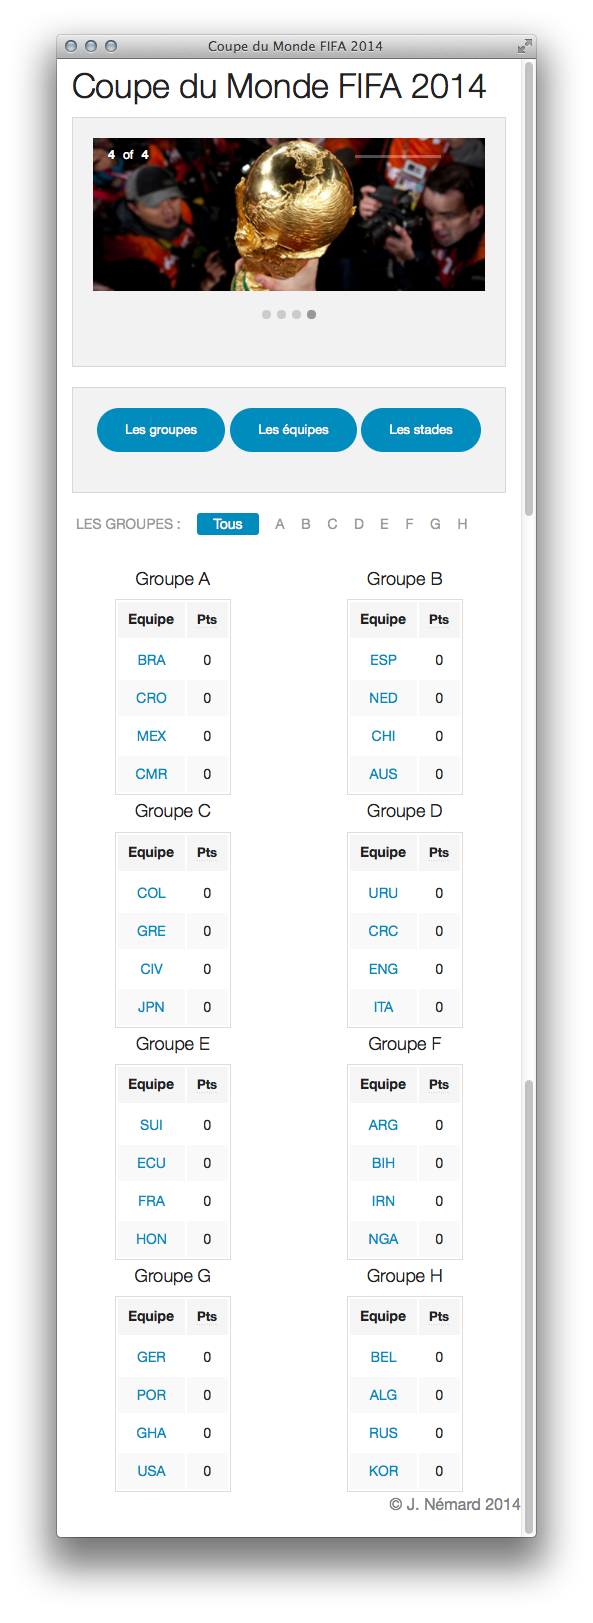 Coupe du Monde FIFA 2014
Coupe du Monde FIFA 2014
4 of 4
Les groupes Les équipes Les stades
LES GROUPES : Tous A B C D E F G H
Groupe A Groupe B
Equipe Pts Equipe Pts
BRA 0 ESP 0
CRO 0 NED 0
MEX 0 CHI 0
CMR 0 AUS 0
Groupe C Groupe D
Equipe Pts Equipe Pts
COL 0 URU 0
GRE 0 CRC 0
CIV 0 ENG 0
JPN 0 ITA 0
Groupe E Groupe F
Equipe Pts Equipe Pts
SUI 0 ARG 0
ECU 0 BIH 0
FRA 0 IRN 0
HON 0 NGA 0
Groupe G Groupe H
Equipe Pts Equipe Pts
GER 0 BEL 0
POR 0 ALG 0
GHA 0 RUS 0
USA 0 KOR 0
© J. Némard 2014